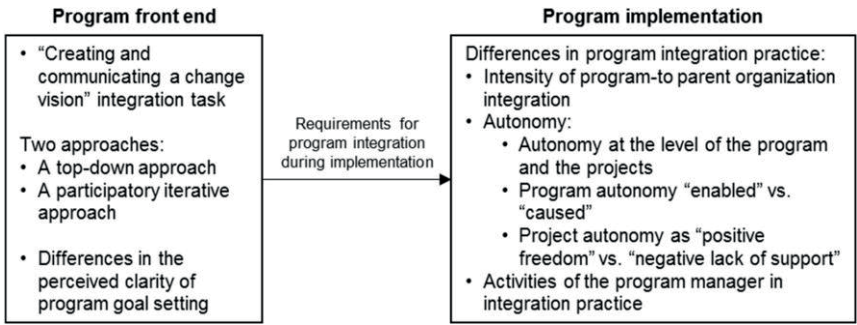 Program front end
• “Creating and
communicating a change
vision” integration task
Two approaches:
• A top-down approach
• A participatory iterative
approach
• Differences in the
perceived clarity of
program goal setting
Requirements for
program integration
during implementation
Program implementation
Differences in program integration practice:
• Intensity of program-to parent organization
integration
• Autonomy:
• Autonomy at the level of the program
and the projects
• Program autonomy “enabled” vs.
“caused”
• Project autonomy as “positive
freedom” vs. “negative lack of support”
• Activities of the program manager in
integration practice